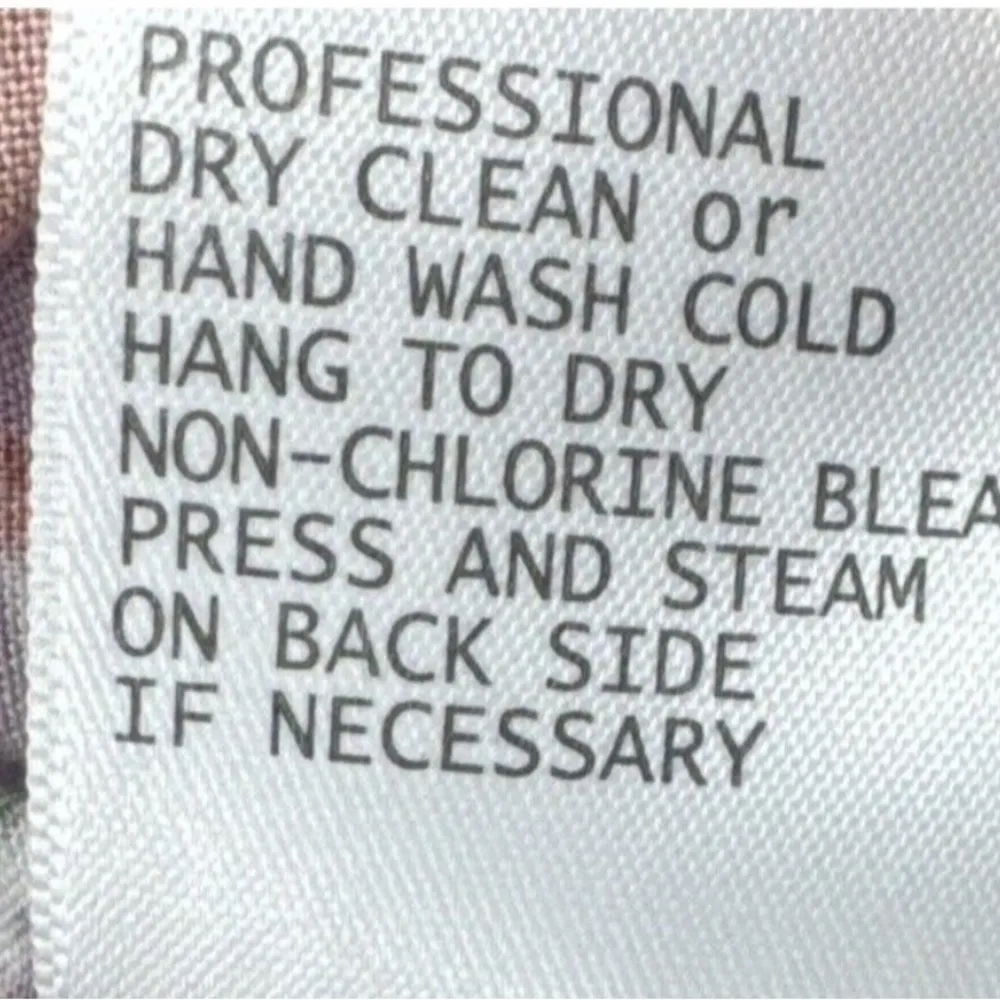 PROFESSIONAL
DRY CLEAN or
HAND WASH COLD
HANG TO DRY
NON-CHLORINE BLEA
PRESS AND STEAM
ON BACK SIDE
IF NECESSARY